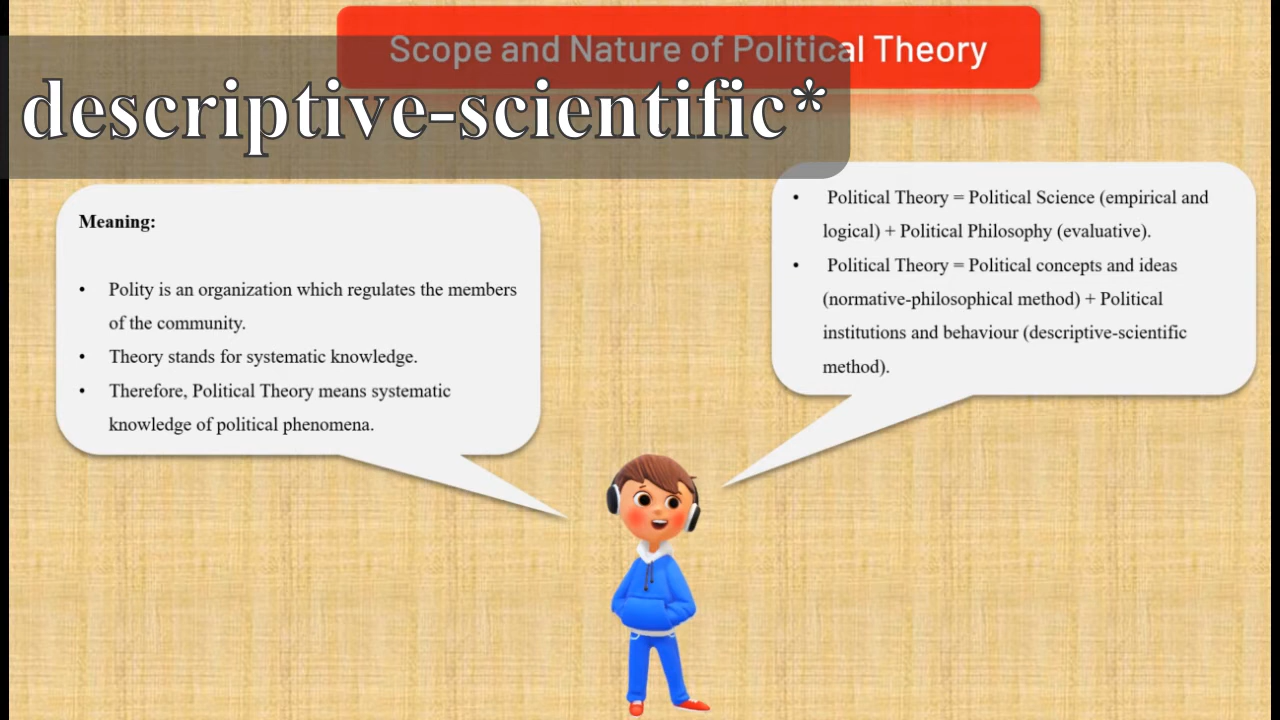 Scope and Nature of Political Theory
descriptive-scientific*
Meaning:
• Polity is an organization which regulates the members
of the community.
• Theory stands for systematic knowledge.
• Therefore, Political Theory means systematic
knowledge of political phenomena.
• Political Theory = Political Science (empirical and
logical) + Political Philosophy (evaluative).
• Political Theory = Political concepts and ideas
(normative-philosophical method) + Political
institutions and behaviour (descriptive-scientific
method).